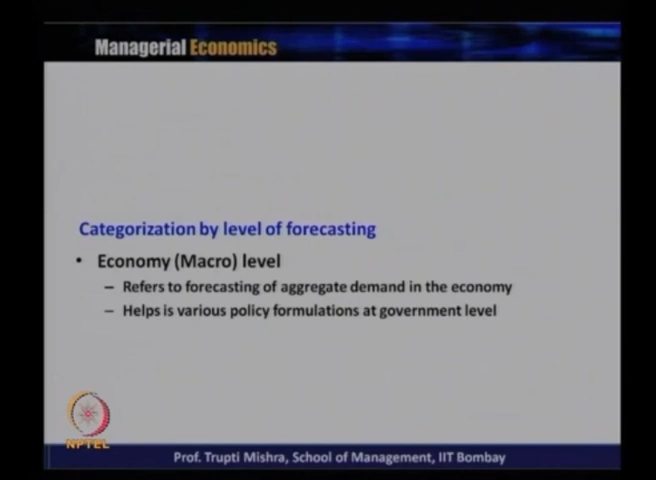 Managerial Economics
Categorization by level of forecasting
• Economy (Macro) level
– Refers to forecasting of aggregate demand in the economy
– Helps is various policy formulations at government level
NPTEL
Prof. Trupti Mishra, School of Management, IIT Bombay